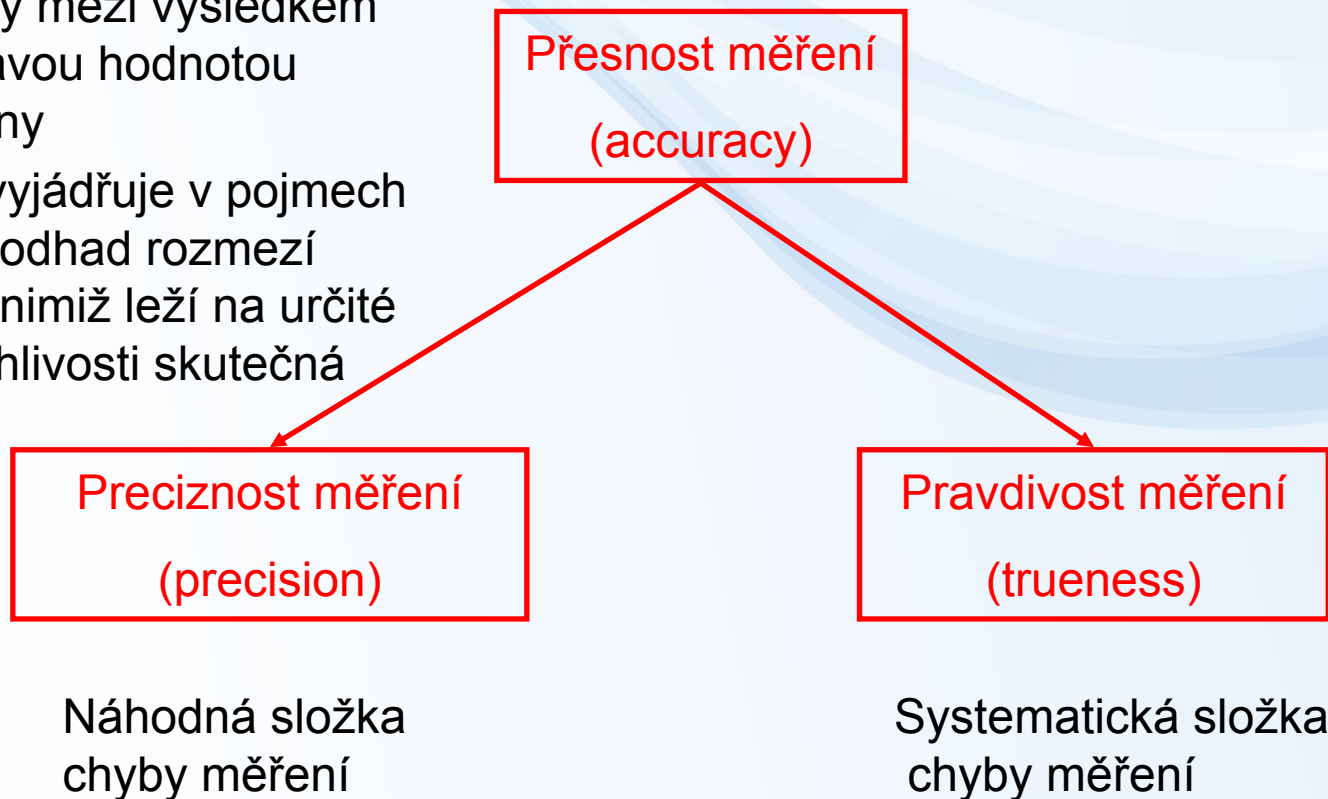 y mezi výsledkem
avou hodnotou
ny
vyjádřuje v pojmech
odhad rozmezí
nimiž leží na určité
hlivosti skutečná
Přesnost měření
(accuracy)
Preciznost měření
(precision)
Pravdivost měření
(trueness)
Náhodná složka
chyby měření
Systematická složka
chyby měření